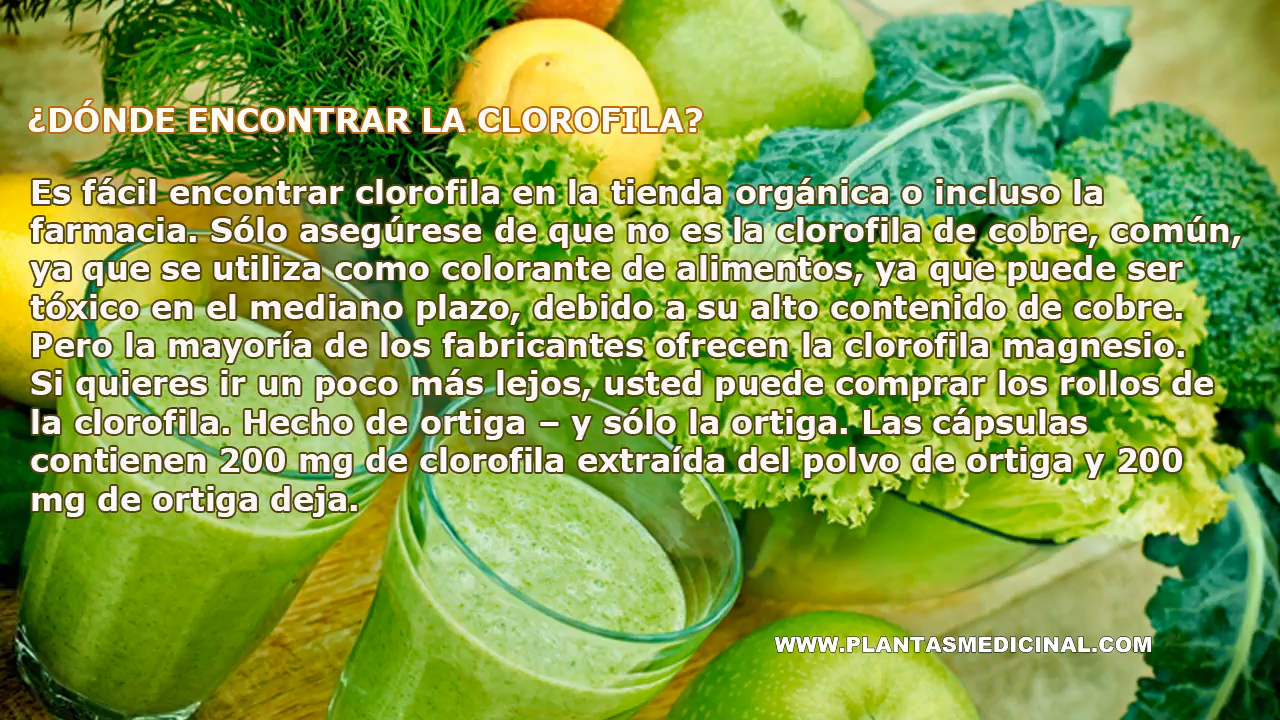 ¿DÓNDE ENCONTRAR LA CLOROFILA?
Es fácil encontrar clorofila en la tienda orgánica o incluso la
farmacia. Sólo asegúrese de que no es la clorofila de cobre, común,
ya que se utiliza como colorante de alimentos, ya que puede ser
tóxico en el mediano plazo, debido a su alto contenido de cobre.
Pero la mayoría de los fabricantes ofrecen la clorofila magnesio.
Si quieres ir un poco más lejos, usted puede comprar los rollos de
la clorofila. Hecho de ortiga – y sólo la ortiga. Las cápsulas
contienen 200 mg de clorofila extraída del polvo de ortiga y 200
mg de ortiga deja.
WWW.PLANTASMEDICINAL.COM